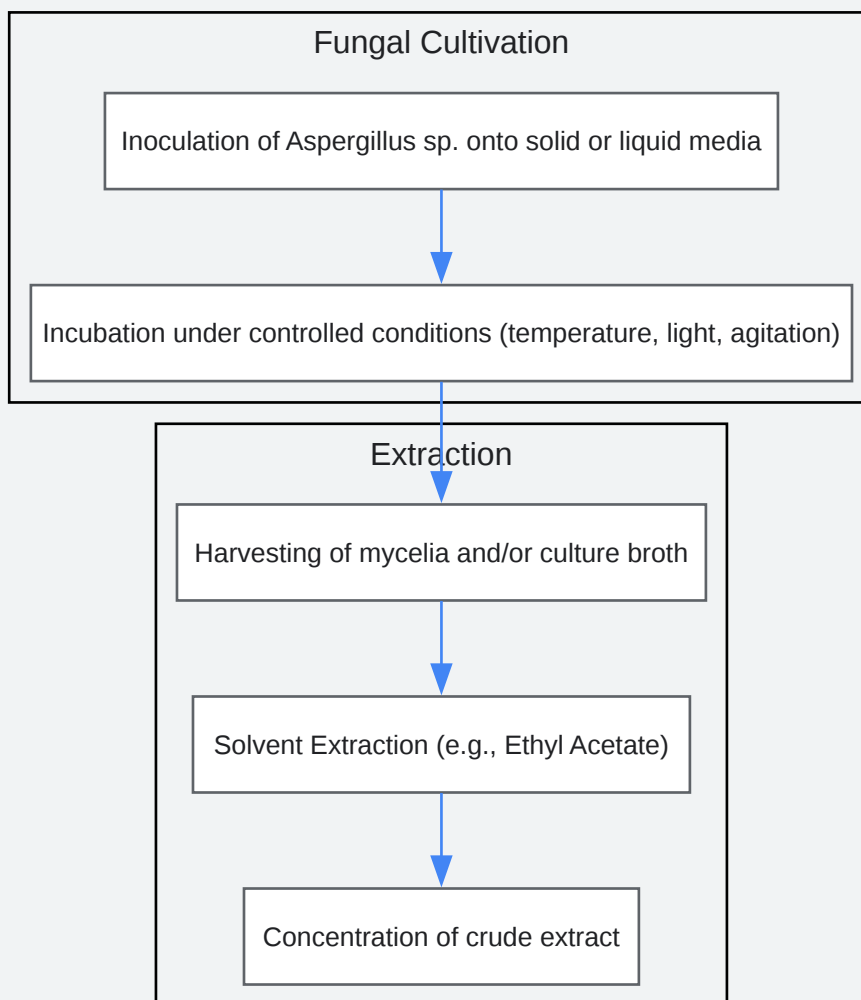 Fungal Cultivation
Inoculation of Aspergillus sp. onto solid or liquid media
Incubation under controlled conditions (temperature, light, agitation)
Extraction
Harvesting of mycelia and/or culture broth
Solvent Extraction (e.g., Ethyl Acetate)
Concentration of crude extract